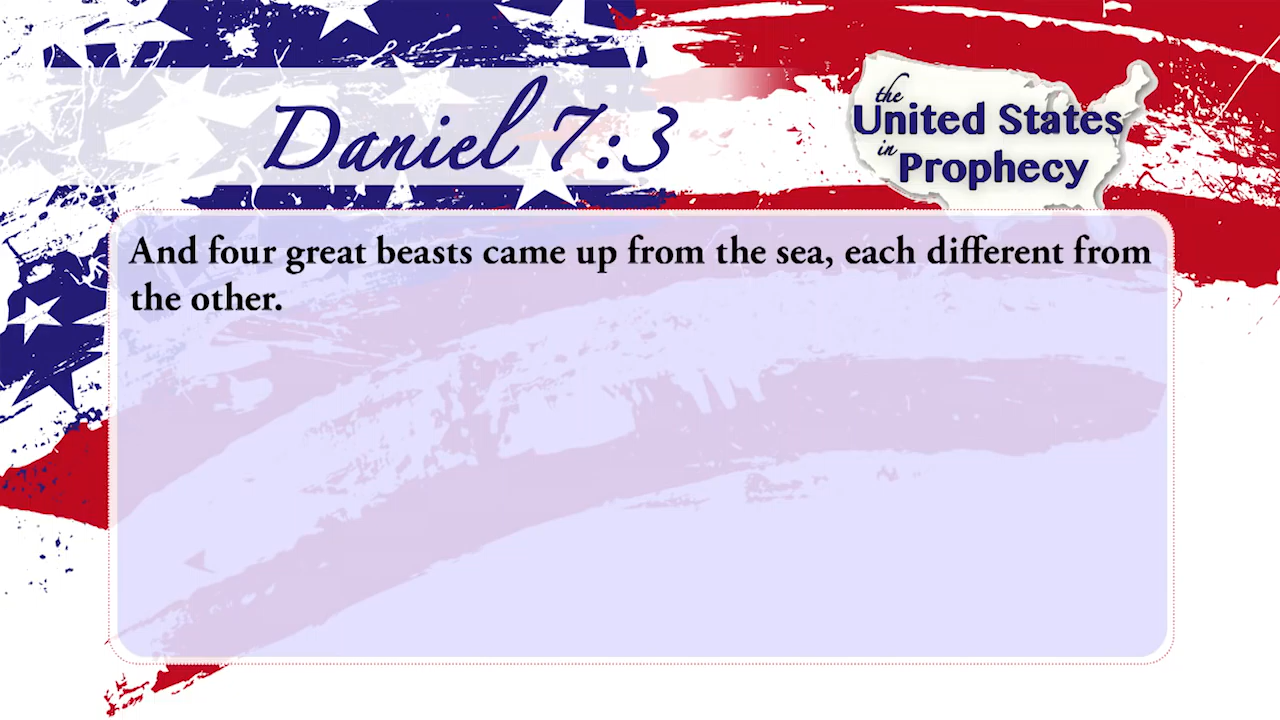 Daniel 7:3
the
United States
in
Prophecy
And four great beasts came up from the sea, each different from
the other.